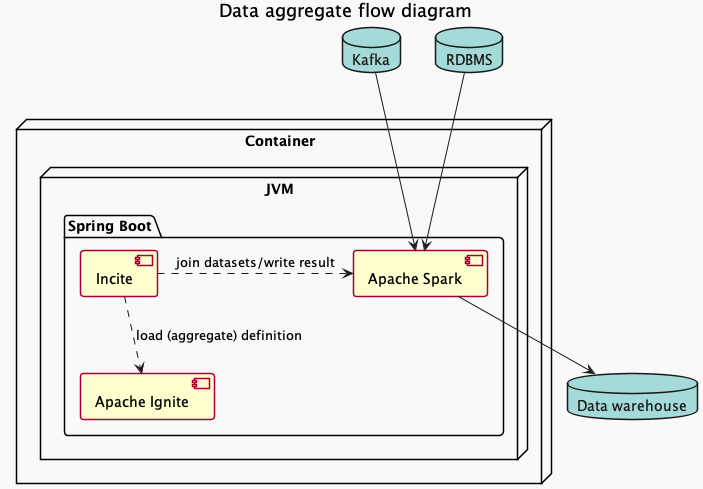 Data aggregate flow diagram
Kafka
RDBMS
Container
JVM
Spring Boot
Incite
join datasets/write result
Apache Spark
load (aggregate) definition
Apache Ignite
Data warehouse